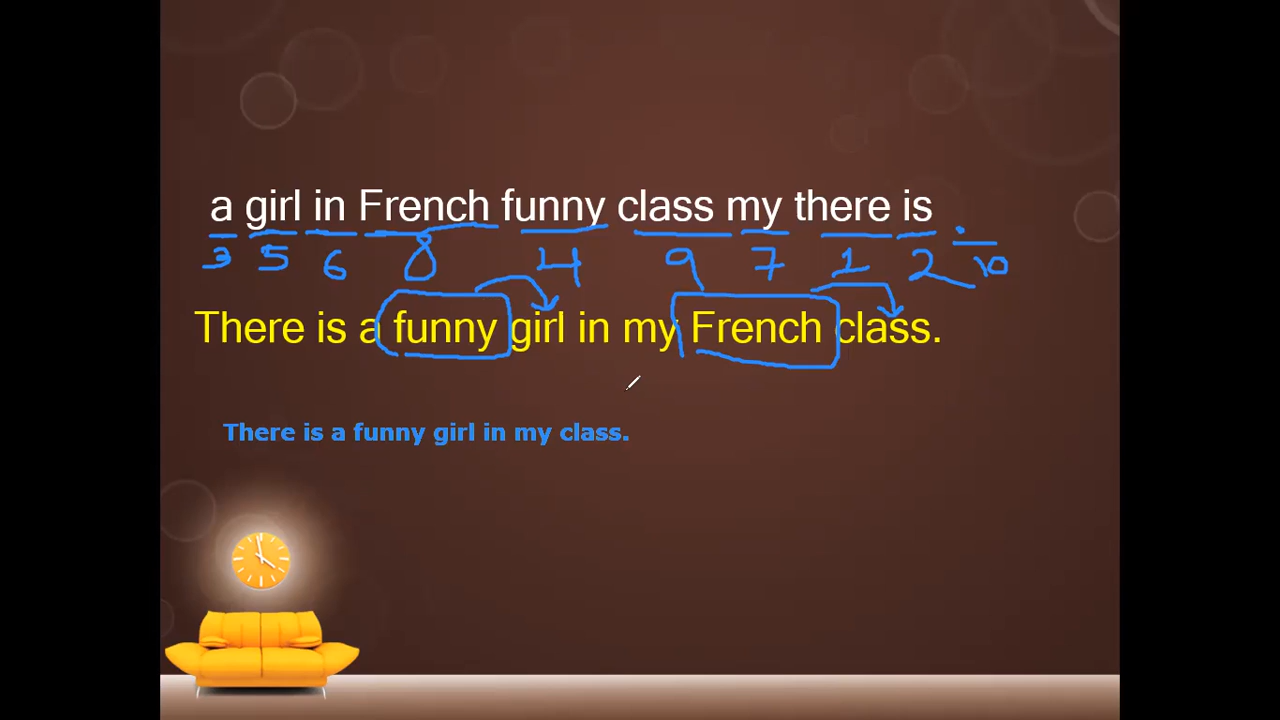 a girl in French funny class my there is .
3 5 6 8 4 9 7 1 2 10
There is a funny girl in my French class.
There is a funny girl in my class.